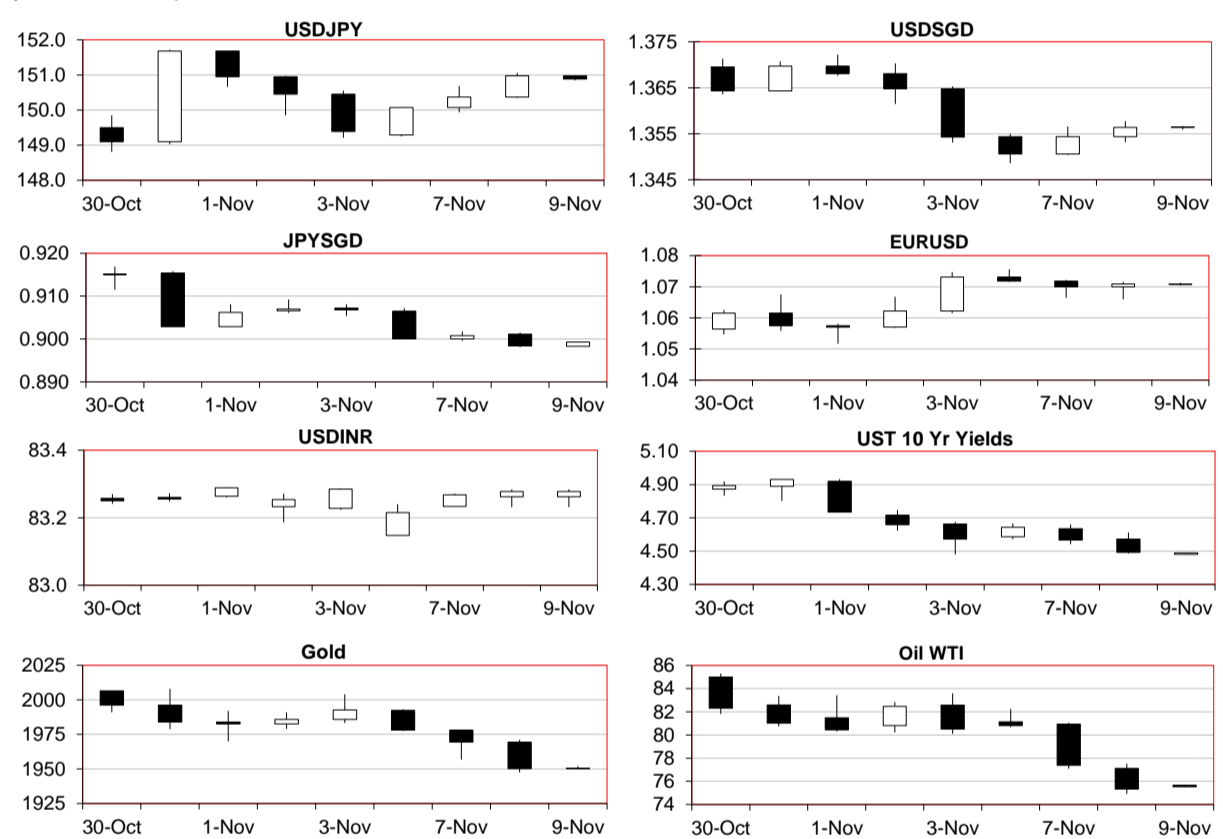 USDJPY
152.0
151.0
150.0
149.0
148.0
30-Oct 1-Nov 3-Nov 7-Nov 9-Nov
USDSGD
1.375
1.365
1.355
1.345
30-Oct 1-Nov 3-Nov 7-Nov 9-Nov
JPYSGD
0.920
0.910
0.900
0.890
30-Oct 1-Nov 3-Nov 7-Nov 9-Nov
EURUSD
1.08
1.07
1.06
1.05
1.04
30-Oct 1-Nov 3-Nov 7-Nov 9-Nov
USDINR
83.4
83.2
83.0
30-Oct 1-Nov 3-Nov 7-Nov 9-Nov
UST 10 Yr Yields
5.10
4.90
4.70
4.50
4.30
30-Oct 1-Nov 3-Nov 7-Nov 9-Nov
Gold
2025
2000
1975
1950
1925
30-Oct 1-Nov 3-Nov 7-Nov 9-Nov
Oil WTI
86
84
82
80
78
76
74
30-Oct 1-Nov 3-Nov 7-Nov 9-Nov